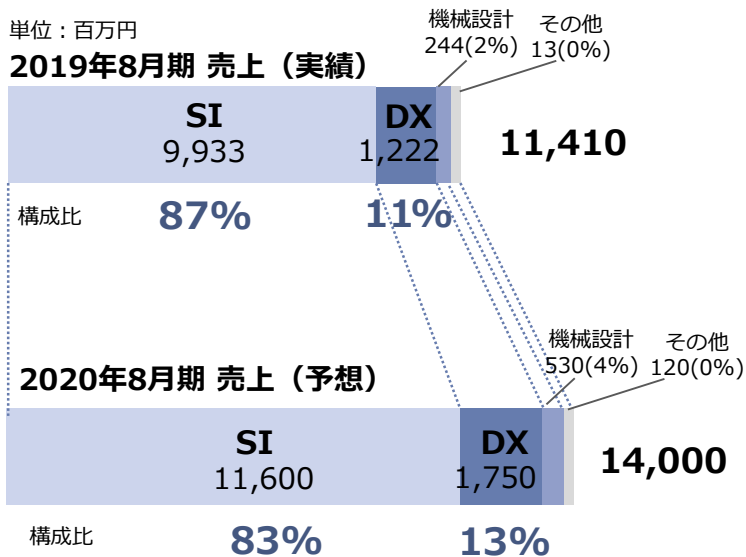 単位：百万円
機械設計
244(2%)
その他
13(0%)
2019年8月期 売上（実績）
SI
9,933
DX
1,222
11,410
構成比
87%
11%
機械設計
530(4%)
その他
120(0%)
2020年8月期 売上（予想）
SI
11,600
DX
1,750
14,000
構成比
83%
13%